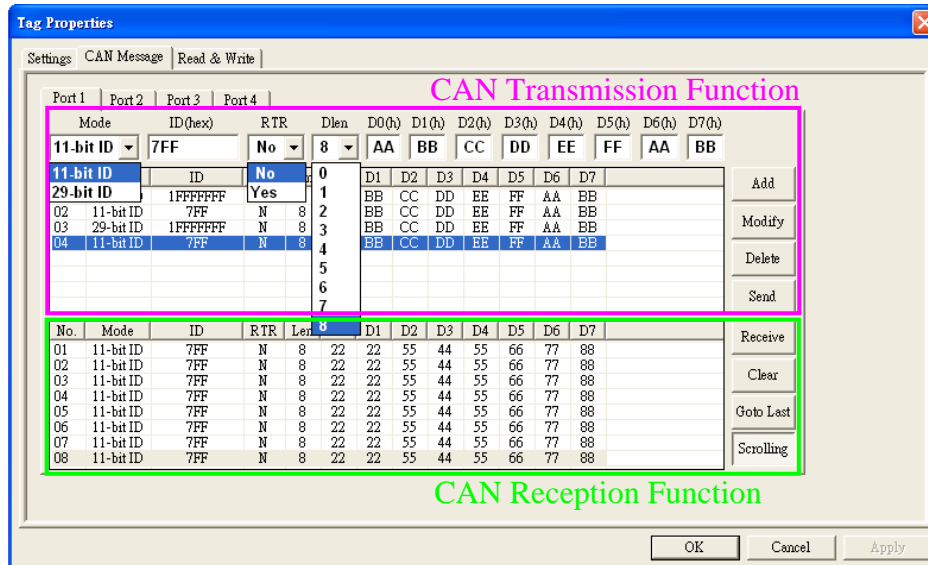 Tag Properties
Settings CAN Message Read & Write
CAN Transmission Function
Port 1 Port 2 Port 3 Port 4
Mode ID(hex) RTR Dlen D0(h) D1(h) D2(h) D3(h) D4(h) D5(h) D6(h) D7(h)
11-bit ID 7FF No 8 AA BB CC DD EE FF AA BB
11-bit ID ID No 0 D1 D2 D3 D4 D5 D6 D7 Add
29-bit ID 1FFFFFFF Yes 1 BB CC DD EE FF AA BB
02 11-bit ID 7FF N 8 2 BB CC DD EE FF AA BB Modify
03 29-bit ID 1FFFFFFF N 8 3 BB CC DD EE FF AA BB
04 11-bit ID 7FF N 8 4 BB CC DD EE FF AA BB
5 Delete
6
7 Send
8
No. Mode ID RTR Len D1 D2 D3 D4 D5 D6 D7 Receive
01 11-bit ID 7FF N 8 22 22 55 44 55 66 77 88
02 11-bit ID 7FF N 8 22 22 55 44 55 66 77 88
03 11-bit ID 7FF N 8 22 22 55 44 55 66 77 88 Clear
04 11-bit ID 7FF N 8 22 22 55 44 55 66 77 88
05 11-bit ID 7FF N 8 22 22 55 44 55 66 77 88 Goto Last
06 11-bit ID 7FF N 8 22 22 55 44 55 66 77 88
07 11-bit ID 7FF N 8 22 22 55 44 55 66 77 88
08 11-bit ID 7FF N 8 22 22 55 44 55 66 77 88 Scrolling
CAN Reception Function
OK Cancel Apply